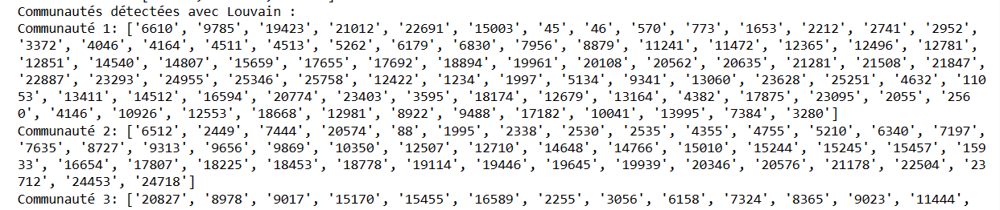 Communautés détectées avec Louvain :
Communauté 1: ['6610', '9785', '19423', '21012', '22691', '15003', '45', '46', '570', '773', '1653', '2212', '2741', '2952',
'3372', '4046', '4164', '4511', '4513', '5262', '6179', '6830', '7956', '8879', '11241', '11472', '12365', '12496', '12781',
'12851', '14540', '14807', '15659', '17655', '17692', '18894', '19961', '20108', '20562', '20635', '21281', '21508', '21847',
'22887', '23293', '24955', '25346', '25758', '12422', '1234', '1997', '5134', '9341', '13060', '23628', '25251', '4632', '110
53', '13411', '14512', '16594', '20774', '23403', '3595', '18174', '12679', '13164', '4382', '17875', '23095', '2055', '256
0', '4146', '10926', '12553', '18668', '12981', '8922', '9488', '17182', '10041', '13995', '7384', '3280']
Communauté 2: ['6512', '2449', '7444', '20574', '88', '1995', '2338', '2530', '2535', '4355', '4755', '5210', '6340', '7197',
'7635', '8727', '9313', '9656', '9869', '10350', '12507', '12710', '14648', '14766', '15010', '15244', '15245', '15457', '159
33', '16654', '17807', '18225', '18453', '18778', '19114', '19446', '19645', '19939', '20346', '20576', '21178', '22504', '23
712', '24453', '24718']
Communauté 3: ['20827', '8978', '9017', '15170', '15455', '16589', '2255', '3056', '6158', '7324', '8365', '9023', '11444',